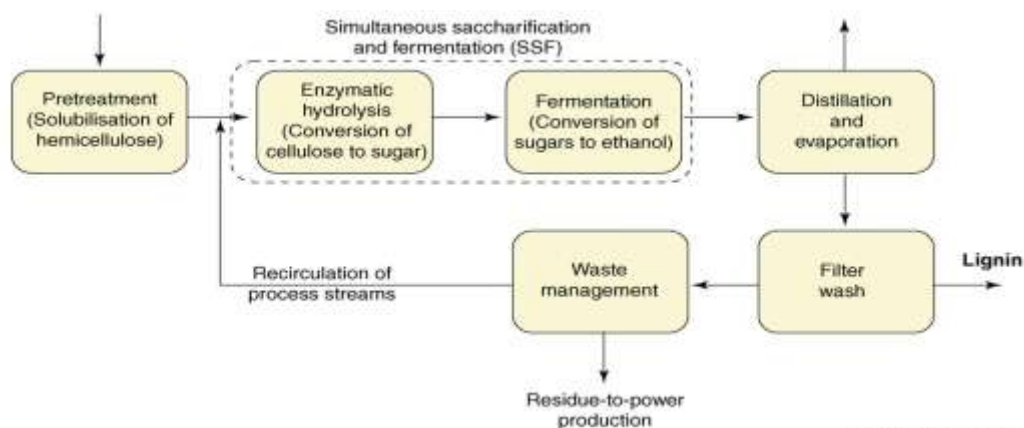 Simultaneous saccharification
and fermentation (SSF)
Pretreatment
(Solubilisation of
hemicellulose)
Enzymatic
hydrolysis
(Conversion of
cellulose to sugar)
Fermentation
(Conversion of
sugars to ethanol)
Distillation
and
evaporation
Recirculation of
process streams
Waste
management
Filter
wash
Lignin
Residue-to-power
production